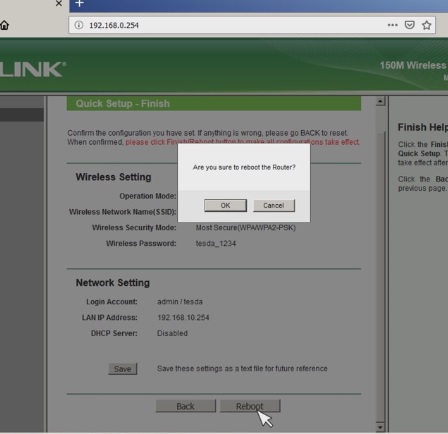 192.168.0.254
LINK
150M Wireless
Quick Setup - Finish
Confirm the configuration you have set. If anything is wrong, please go BACK to reset.
When confirmed, please click Finish/Reboot button to make all configurations take effect.
Are you sure to reboot the Router?
OK Cancel
Wireless Setting
Operation Mode:
Wireless Network Name(SSID):
Wireless Security Mode: Most Secure(WPA/WPA2-PSK)
Wireless Password: tesda_1234
Network Setting
Login Account: admin / tesda
LAN IP Address: 192.168.10.254
DHCP Server: Disabled
Save Save these settings as a text file for future reference
Back Reboot
Finish Help
Click the Finish
Quick Setup. T
take effect after
Click the Bac
previous page.